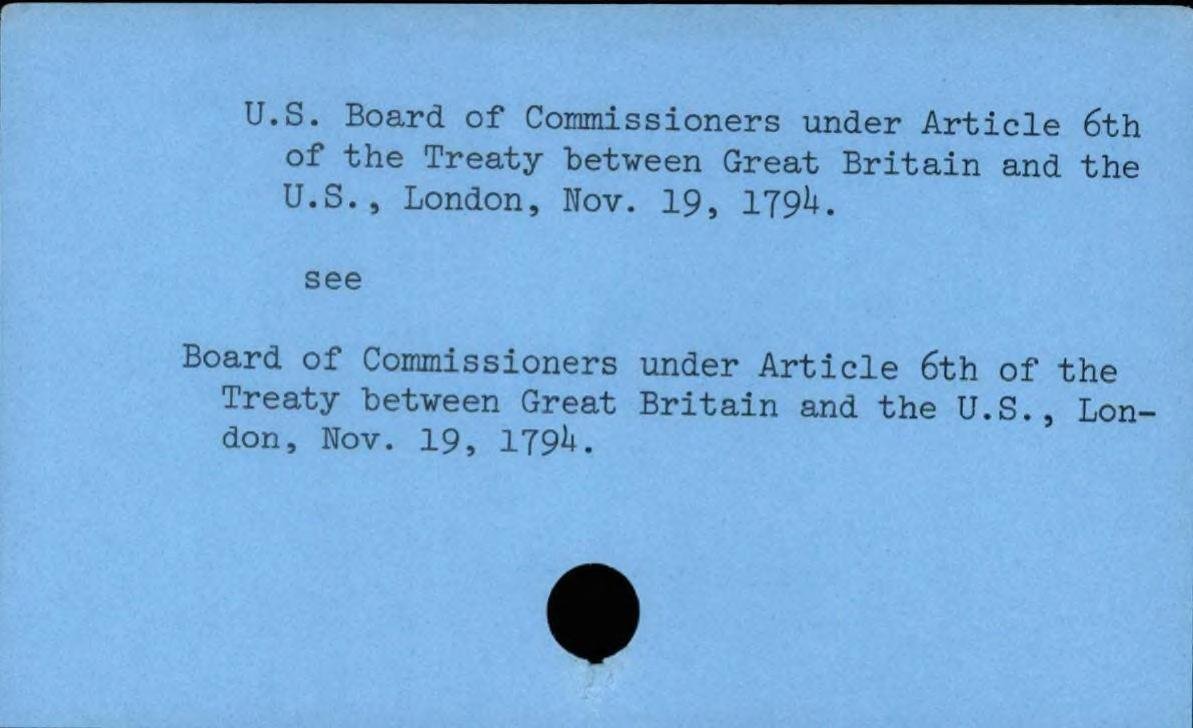 U.S. Board of Commissioners under Article 6th
of the Treaty between Great Britain and the
U.S., London, Nov. 19, 1794.
see
Board of Commissioners under Article 6th of the
Treaty between Great Britain and the U.S., Lon-
don, Nov. 19, 1794.